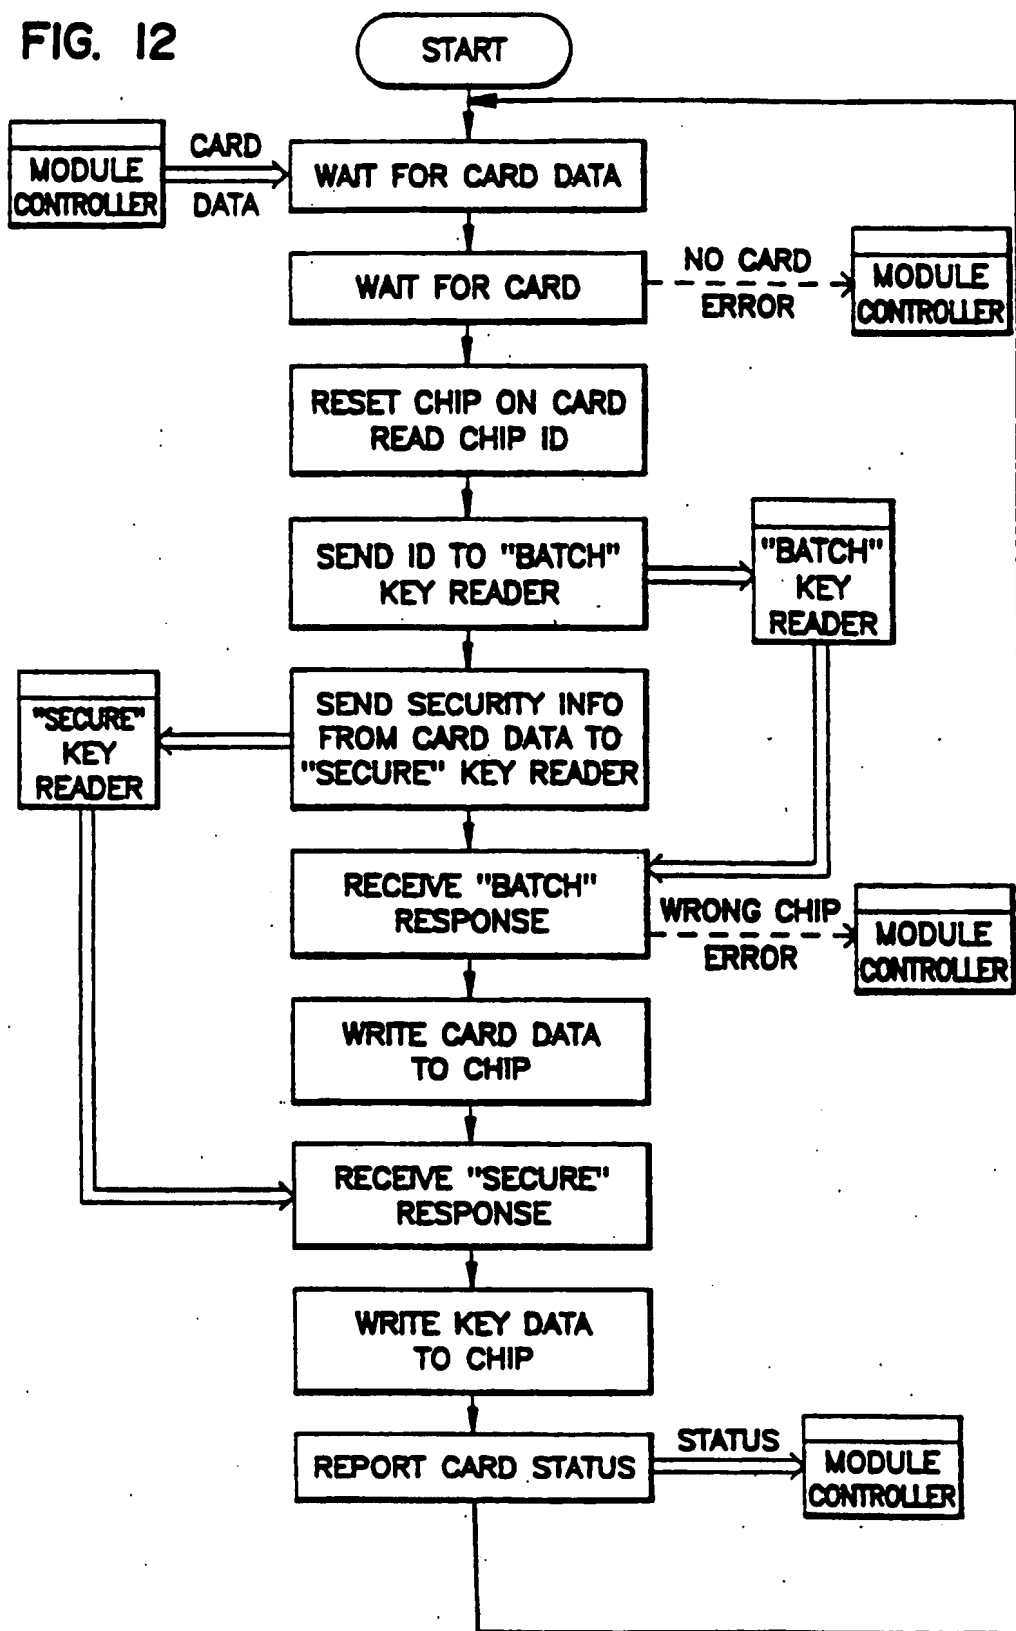 FIG. 12
START
MODULE
CONTROLLER
CARD
DATA
WAIT FOR CARD DATA
WAIT FOR CARD
NO CARD
ERROR
MODULE
CONTROLLER
RESET CHIP ON CARD
READ CHIP ID
SEND ID TO "BATCH"
KEY READER
"BATCH"
KEY
READER
SEND SECURITY INFO
FROM CARD DATA TO
"SECURE" KEY READER
"SECURE"
KEY
READER
RECEIVE "BATCH"
RESPONSE
WRONG CHIP
ERROR
MODULE
CONTROLLER
WRITE CARD DATA
TO CHIP
RECEIVE "SECURE"
RESPONSE
WRITE KEY DATA
TO CHIP
REPORT CARD STATUS
STATUS
MODULE
CONTROLLER